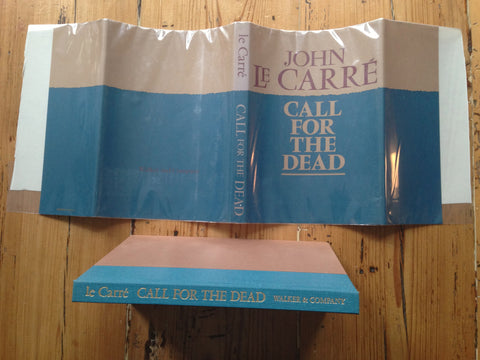 le Carré CALL FOR THE DEAD
JOHN
LE CARRÉ
CALL
FOR
THE
DEAD
le Carré CALL FOR THE DEAD WALKER & COMPANY